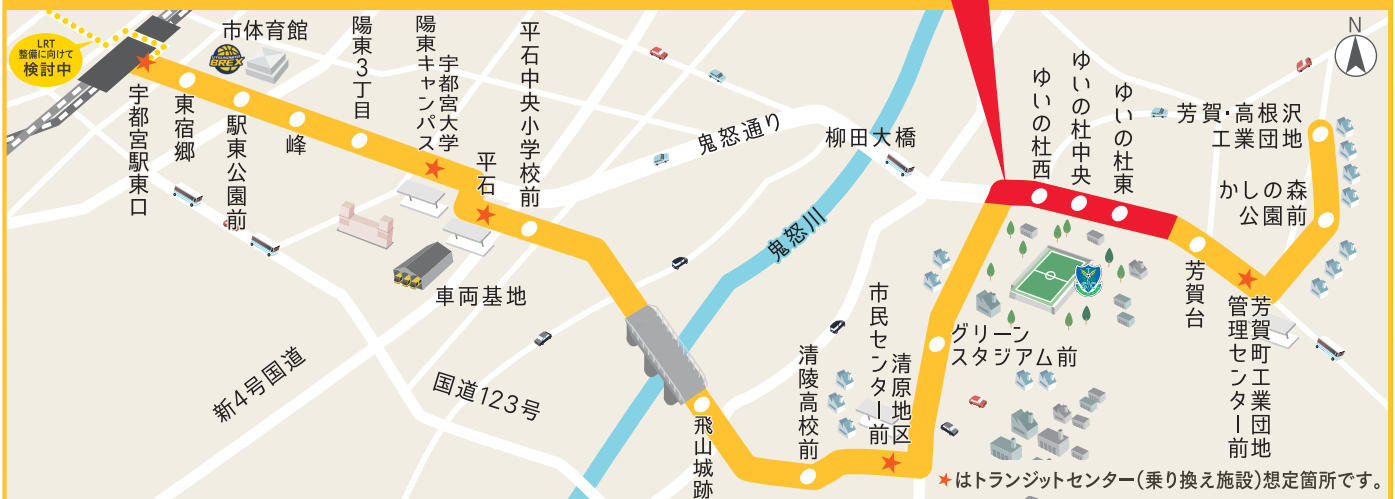 LRT
整備に向けて
検討中
市体育館
UTSUNOMIYA
BREX
宇都宮駅東口
東宿郷
駅東公園前
峰
陽東3丁目
宇都宮大学
陽東キャンパス
平石
平石中央小学校前
車両基地
新4号国道
国道123号
鬼怒通り
柳田大橋
鬼怒川
飛山城跡
清陵高校前
清原地区
市民センター前
グリーン
スタジアム前
ゆいの杜西
ゆいの杜中央
ゆいの杜東
芳賀台
芳賀町工業団地
管理センター前
かしの森
公園前
芳賀・高根沢
工業団地
N
★はトランジットセンター(乗り換え施設)想定箇所です。